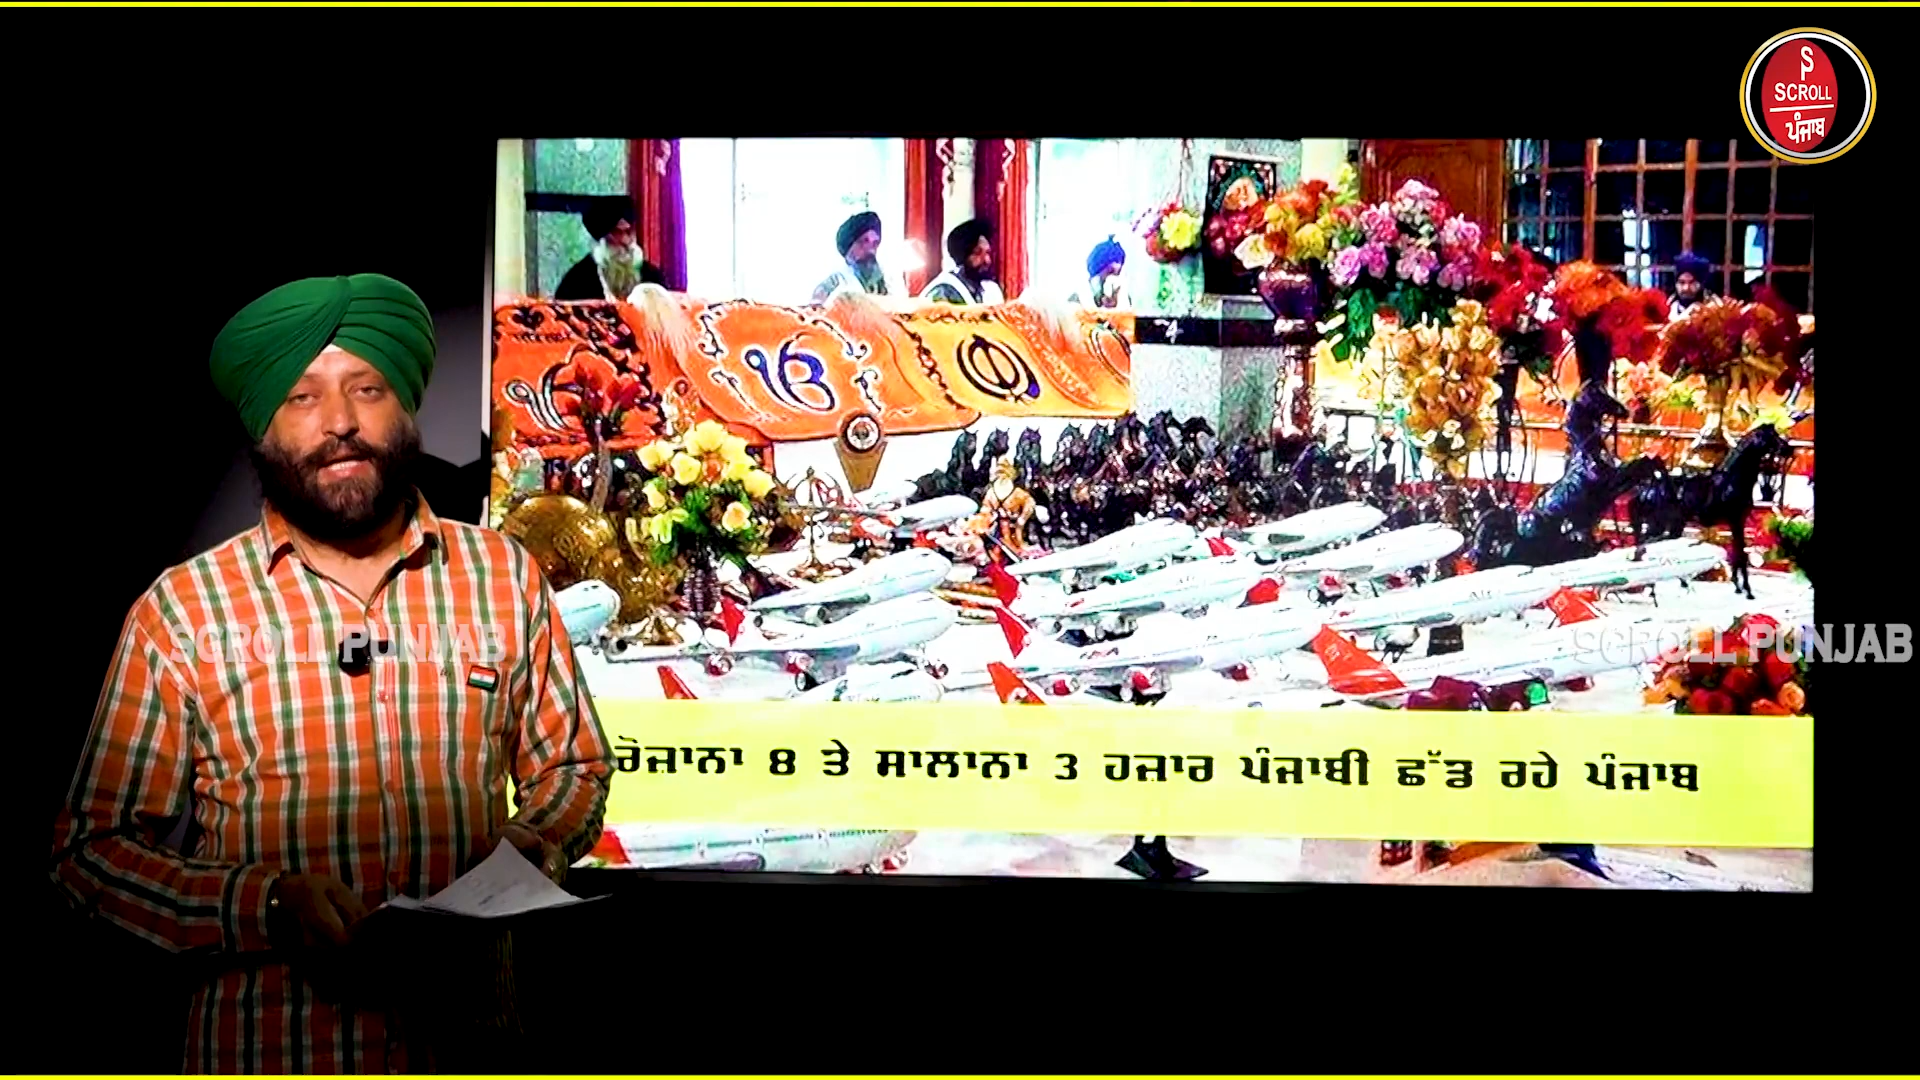 S
P
SCROLL
ਪੰਜਾਬ
ੴ
SCROLL PUNJAB
SCROLL PUNJAB
ਰੋਜਾਨਾ 8 ਤੇ ਸਾਲਾਨਾ 3 ਹਜ਼ਾਰ ਪੰਜਾਬੀ ਛੱਡ ਰਹੇ ਪੰਜਾਬ